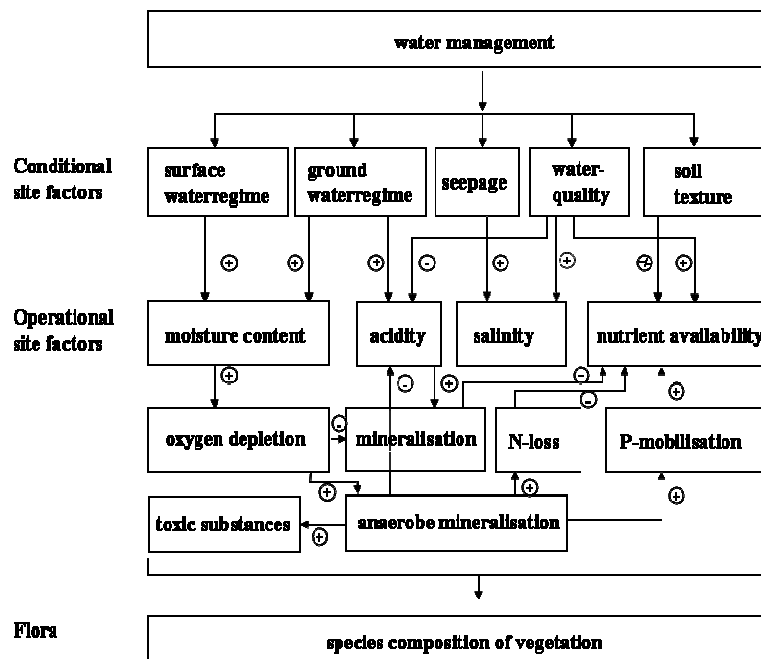 water management
Conditional
site factors
surface
waterregime
ground
waterregime
seepage
water-
quality
soil
texture
+
+
+
-
+
+
+
+
Operational
site factors
moisture content
acidity
salinity
nutrient availability
+
-
+
-
-
+
oxygen depletion
-
mineralisation
N-loss
P-mobilisation
+
+
+
toxic substances
+
anaerobe mineralisation
Flora
species composition of vegetation